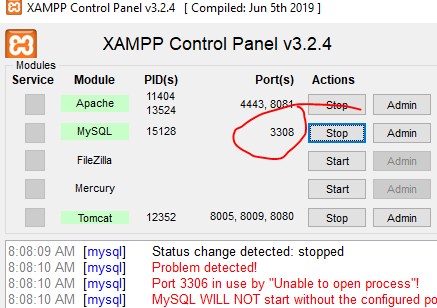 XAMPP Control Panel v3.2.4 [ Compiled: Jun 5th 2019 ]
XAMPP Control Panel v3.2.4
Modules
Service Module PID(s) Port(s) Actions
Apache 11404 13524 4443, 8081 Stop Admin
MySQL 15128 3308 Stop Admin
FileZilla Start Admin
Mercury Start Admin
Tomcat 12352 8005, 8009, 8080 Stop Admin
8:08:09 AM [mysql] Status change detected: stopped
8:08:10 AM [mysql] Problem detected!
8:08:10 AM [mysql] Port 3306 in use by "Unable to open process"!
8:08:10 AM [mysql] MySQL WILL NOT start without the configured po